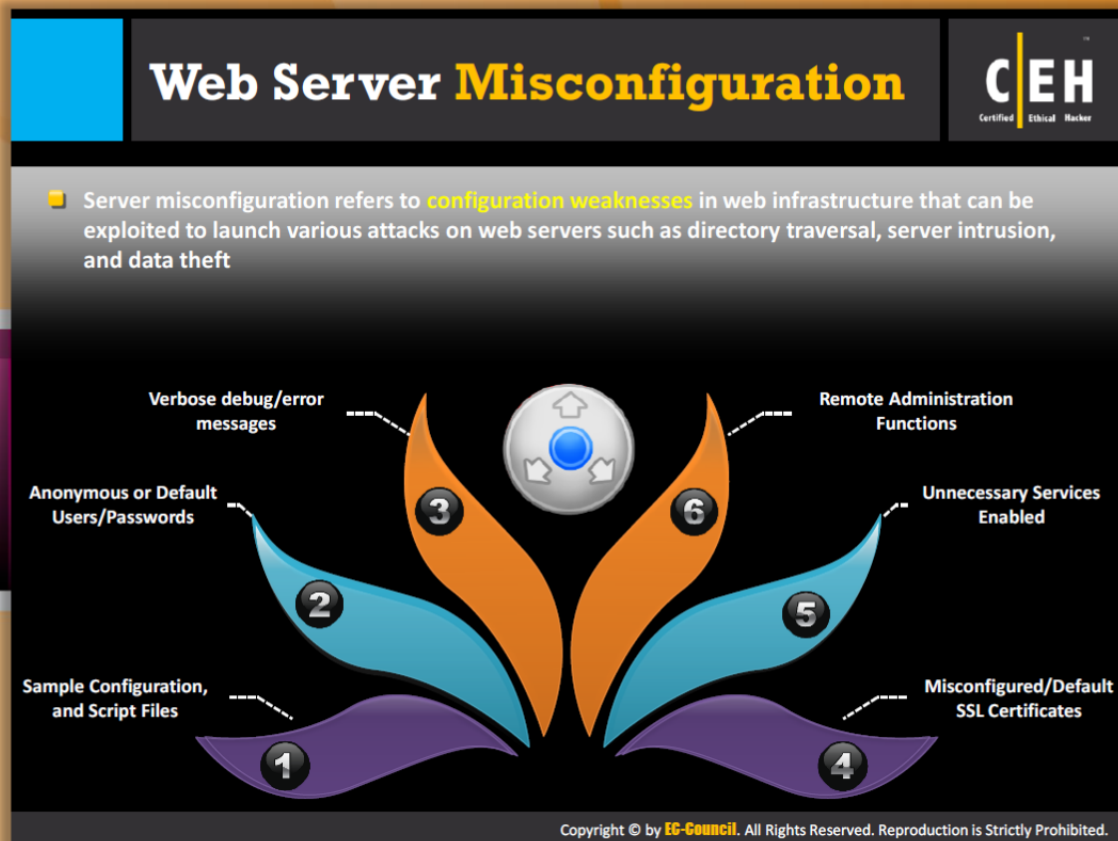 Web Server Misconfiguration
C|EH
Certified Ethical Hacker
Server misconfiguration refers to configuration weaknesses in web infrastructure that can be
exploited to launch various attacks on web servers such as directory traversal, server intrusion,
and data theft
Verbose debug/error
messages
Remote Administration
Functions
Anonymous or Default
Users/Passwords
Unnecessary Services
Enabled
3
6
2
5
Sample Configuration,
and Script Files
Misconfigured/Default
SSL Certificates
1
4
Copyright © by EC-Council. All Rights Reserved. Reproduction is Strictly Prohibited.